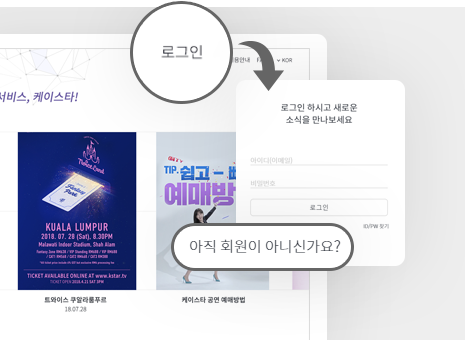 로그인
이용안내
KOR
서비스, 케이스타!
로그인 하시고 새로운
소식을 만나보세요
아이디(이메일)
비밀번호
로그인
ID/PW 찾기
아직 회원이 아니신가요?
Twice Land
Fantasy Park
KUALA LUMPUR
2018. 07. 28 (Sat), 8.30PM
Malawati Indoor Stadium, Shah Alam
TICKET AVAILABLE ONLINE AT www.kstar.tv
TIP. 쉽고
예매방
트와이스 쿠알라룸푸르
18.07.28
케이스타 공연 예매방법